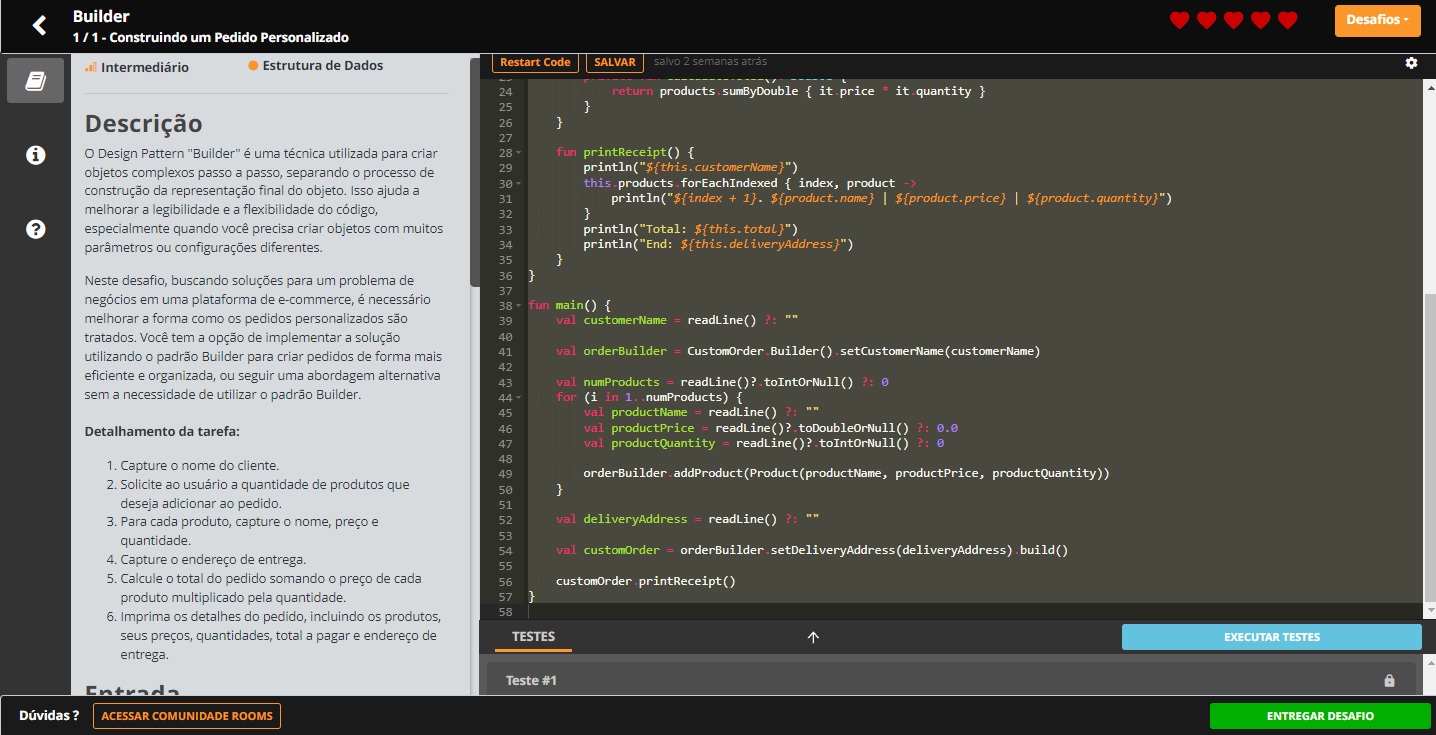 Builder
1 / 1 - Construindo um Pedido Personalizado
Desafios
Intermediário
Estrutura de Dados
Descrição
O Design Pattern "Builder" é uma técnica utilizada para criar
objetos complexos passo a passo, separando o processo de
construção da representação final do objeto. Isso ajuda a
melhorar a legibilidade e a flexibilidade do código,
especialmente quando você precisa criar objetos com muitos
parâmetros ou configurações diferentes.
Neste desafio, buscando soluções para um problema de
negócios em uma plataforma de e-commerce, é necessário
melhorar a forma como os pedidos personalizados são
tratados. Você tem a opção de implementar a solução
utilizando o padrão Builder para criar pedidos de forma mais
eficiente e organizada, ou seguir uma abordagem alternativa
sem a necessidade de utilizar o padrão Builder.
Detalhamento da tarefa:
1. Capture o nome do cliente.
2. Solicite ao usuário a quantidade de produtos que
deseja adicionar ao pedido.
3. Para cada produto, capture o nome, preço e
quantidade.
4. Capture o endereço de entrega.
5. Calcule o total do pedido somando o preço de cada
produto multiplicado pela quantidade.
6. Imprima os detalhes do pedido, incluindo os produtos,
seus preços, quantidades, total a pagar e endereço de
entrega.
Entrada
Restart Code
SALVAR
salvo 2 semanas atrás
24 return products.sumByDouble { it.price * it.quantity }
25 }
26 }
27
28 fun printReceipt() {
29 println("${this.customerName}")
30 this.products.forEachIndexed { index, product ->
31 println("${index + 1}. ${product.name} | ${product.price} | ${product.quantity}")
32 }
33 println("Total: ${this.total}")
34 println("End: ${this.deliveryAddress}")
35 }
36 }
37
38 fun main() {
39 val customerName = readLine() ?: ""
40
41 val orderBuilder = CustomOrder.Builder().setCustomerName(customerName)
42
43 val numProducts = readLine()?.toIntOrNull() ?: 0
44 for (i in 1..numProducts) {
45 val productName = readLine() ?: ""
46 val productPrice = readLine()?.toDoubleOrNull() ?: 0.0
47 val productQuantity = readLine()?.toIntOrNull() ?: 0
48
49 orderBuilder.addProduct(Product(productName, productPrice, productQuantity))
50 }
51
52 val deliveryAddress = readLine() ?: ""
53
54 val customOrder = orderBuilder.setDeliveryAddress(deliveryAddress).build()
55
56 customOrder.printReceipt()
57 }
58
TESTES
EXECUTAR TESTES
Teste #1
Dúvidas ?
ACESSAR COMUNIDADE ROOMS
ENTREGAR DESAFIO